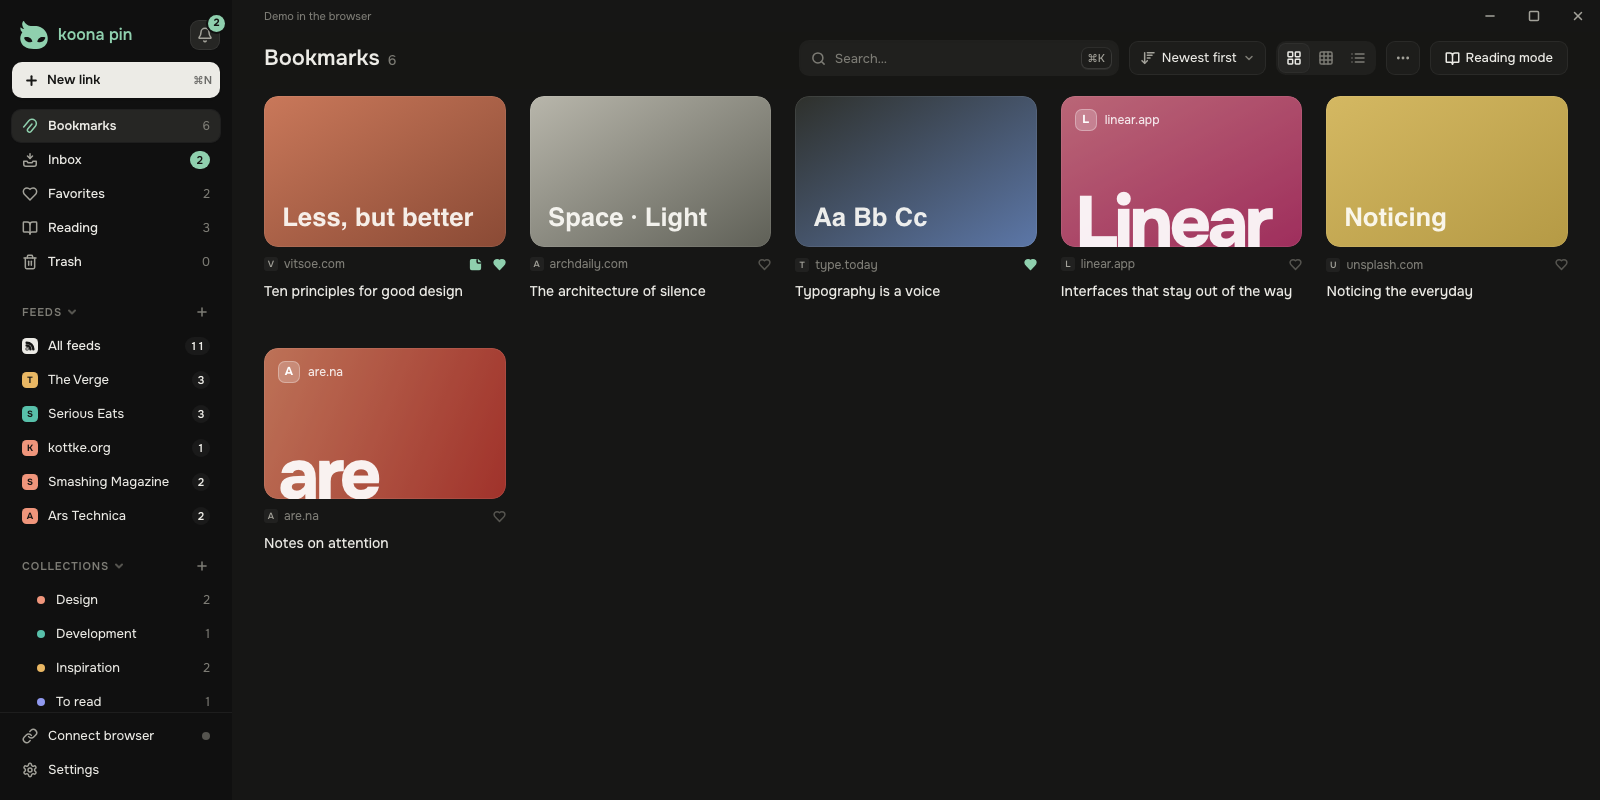 koona pin
2
New link
⌘N
Bookmarks
6
Inbox
2
Favorites
2
Reading
3
Trash
0
FEEDS
All feeds
11
T
The Verge
3
S
Serious Eats
3
K
kottke.org
1
S
Smashing Magazine
2
A
Ars Technica
2
COLLECTIONS
Design
2
Development
1
Inspiration
2
To read
1
Connect browser
Settings
Demo in the browser
Bookmarks 6
Search...
⌘K
Newest first
Reading mode
Less, but better
V
vitsoe.com
Ten principles for good design
Space · Light
A
archdaily.com
The architecture of silence
Aa Bb Cc
T
type.today
Typography is a voice
L
linear.app
Linear
L
linear.app
Interfaces that stay out of the way
Noticing
U
unsplash.com
Noticing the everyday
A
are.na
are
A
are.na
Notes on attention